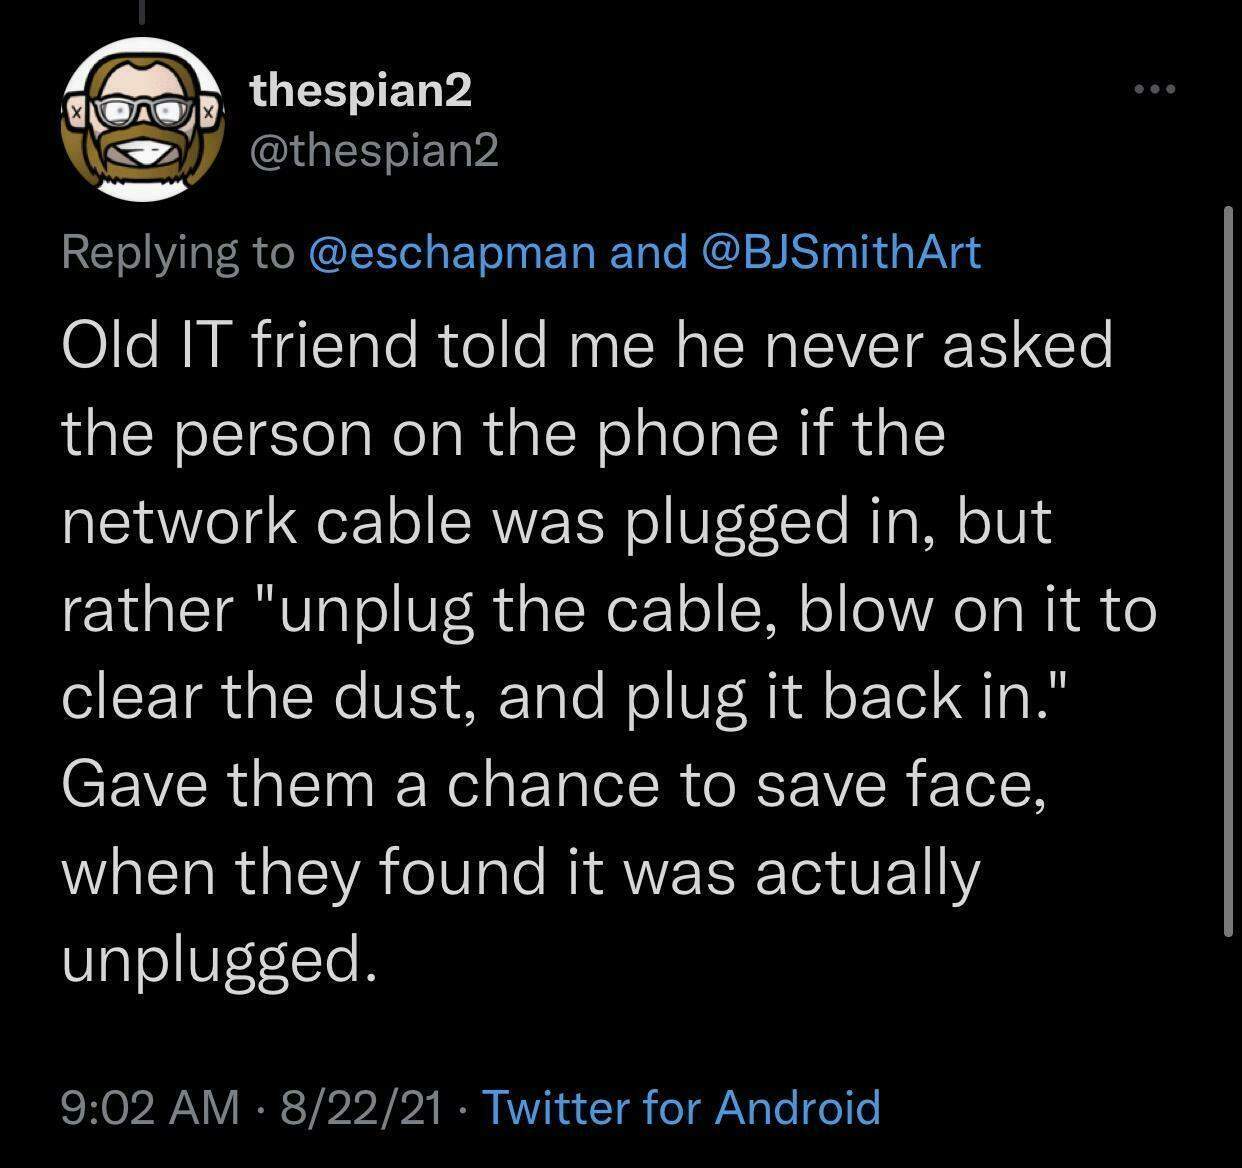 thespian2
@thespian2
Replying to @eschapman and @BJSmithArt
Old IT friend told me he never asked
the person on the phone if the
network cable was plugged in, but
rather "unplug the cable, blow on it to
clear the dust, and plug it back in."
Gave them a chance to save face,
when they found it was actually
unplugged.
9:02 AM · 8/22/21 · Twitter for Android